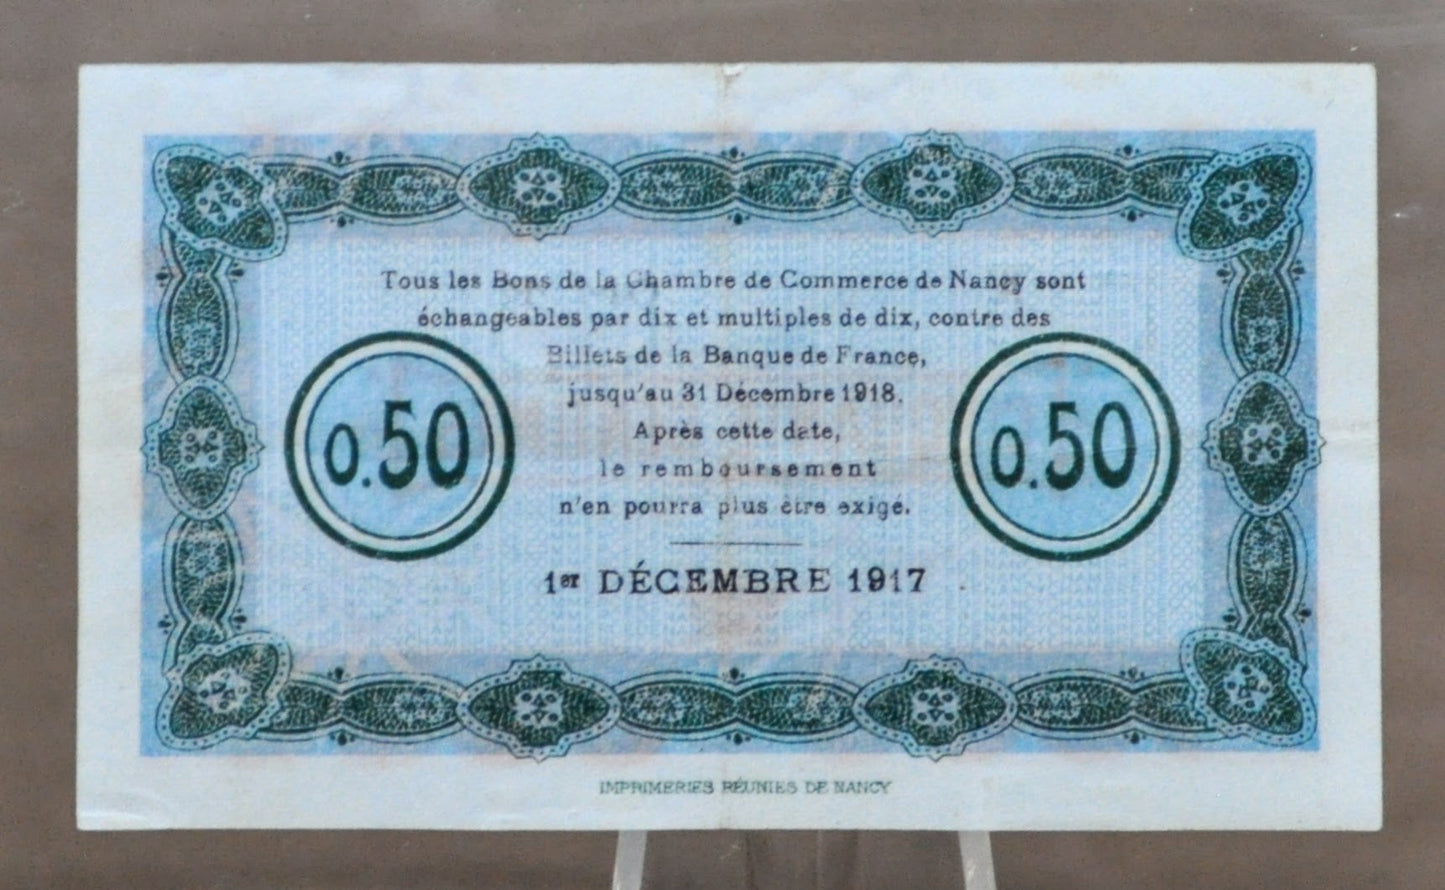 Tous les Bons de la Chambre de Commerce de Nancy sont
échangeables par dix et multiples de dix, contre des
Billets de la Banque de France,
jusqu'au 31 Décembre 1918.
Après cette date,
le remboursement
n'en pourra plus être exigé.
0.50
0.50
1er DÉCEMBRE 1917
IMPRIMERIES RÉUNIES DE NANCY